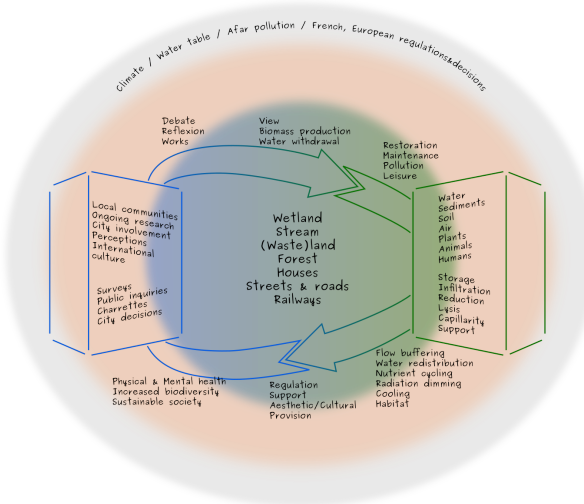 Climate / Water table / Afar pollution / French, European regulations&decisions
Debate
Reflexion
Works
View
Biomass production
Water withdrawal
Restoration
Maintenance
Pollution
Leisure
Local communities
Ongoing research
City involvement
Perceptions
International
culture
Surveys
Public inquiries
Charrettes
City decisions
Wetland
Stream
(Waste)land
Forest
Houses
Streets & roads
Railways
Water
Sediments
Soil
Air
Plants
Animals
Humans
Storage
Infiltration
Reduction
Lysis
Capillarity
Support
Physical & Mental health
Increased biodiversity
Sustainable society
Regulation
Support
Aesthetic/Cultural
Provision
Flow buffering
Water redistribution
Nutrient cycling
Radiation dimming
Cooling
Habitat